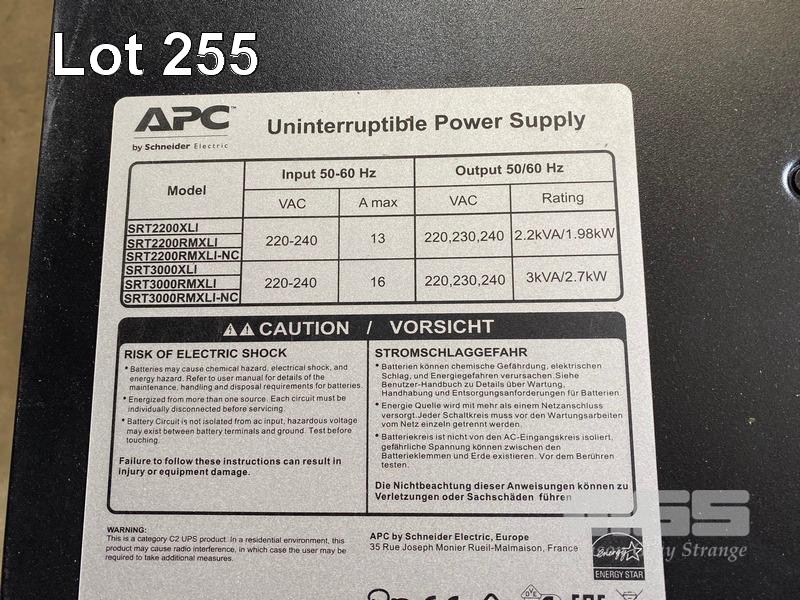 Lot 255
APC™ Uninterruptible Power Supply
by Schneider Electric
Model Input 50-60 Hz Output 50/60 Hz
VAC A max VAC Rating
SRT2200XLI
SRT2200RMXLI 220-240 13 220,230,240 2.2kVA/1.98kW
SRT2200RMXLI-NC
SRT3000XLI
SRT3000RMXLI 220-240 16 220,230,240 3kVA/2.7kW
SRT3000RMXLI-NC
CAUTION / VORSICHT
RISK OF ELECTRIC SHOCK
• Batteries may cause chemical hazard, electrical shock, and
energy hazard. Refer to user manual for details of the
maintenance, handling and disposal requirements for batteries.
• Energized from more than one source. Each circuit must be
individually disconnected before servicing.
• Battery Circuit is not isolated from ac input, hazardous voltage
may exist between battery terminals and ground. Test before
touching.
Failure to follow these instructions can result in
injury or equipment damage.
STROMSCHLAGGEFAHR
• Batterien können chemische Gefährdung, elektrischen
Schlag, und Energiegefahren verursachen.Siehe
Benutzer-Handbuch zu Details über Wartung,
Handhabung und Entsorgungsanforderungen für Batterien.
• Energie Quelle wird mit mehr als einem Netzanschluss
versorgt.Jeder Schaltkreis muss vor den Wartungsarbeiten
vom Netz einzeln getrennt werden.
• Batteriekreis ist nicht von den AC-Eingangskreis isoliert,
gefährliche Spannung können zwischen den
Batterieklemmen und Erde existieren. Vor dem Berühren
testen.
Die Nichtbeachtung dieser Anweisungen können zu
Verletzungen oder Sachschäden führen
WARNING:
This is a category C2 UPS product. In a residential environment, this
product may cause radio interference, in which case the user may be
required to take additional measures.
APC by Schneider Electric, Europe
35 Rue Joseph Monier Rueil-Malmaison, France
energy
ENERGY STAR
Strange